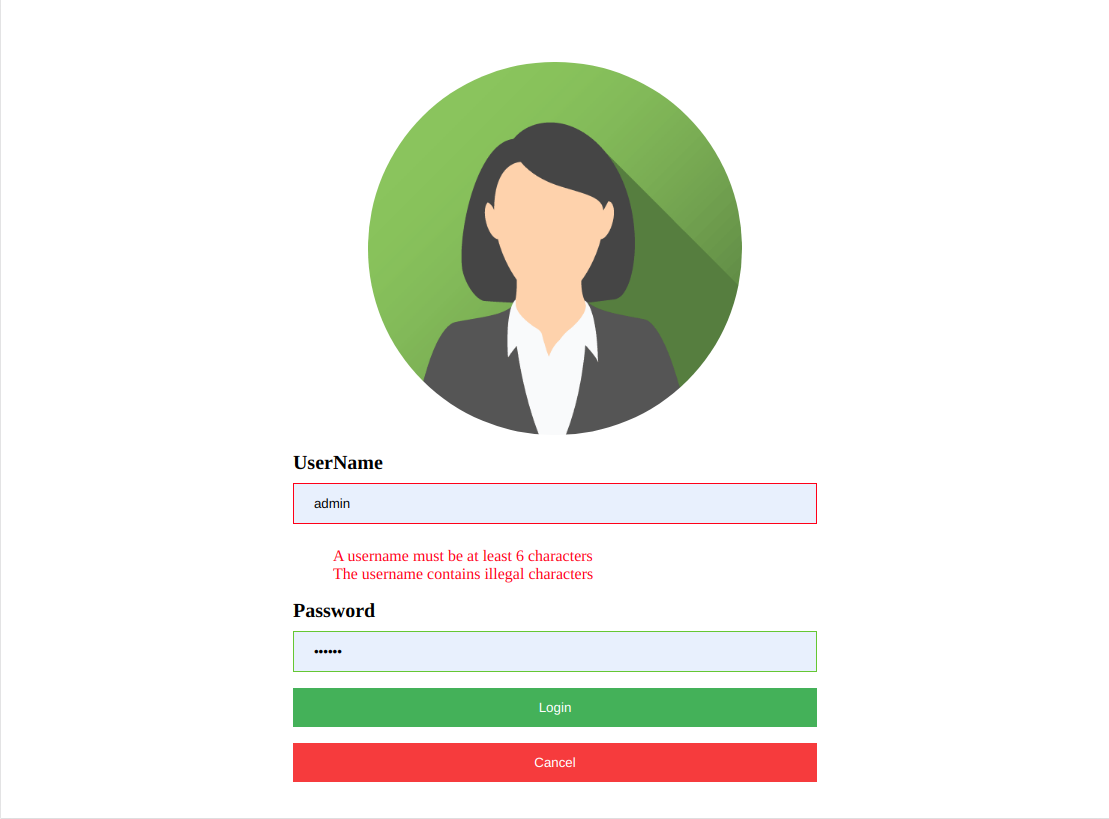 UserName
admin
A username must be at least 6 characters
The username contains illegal characters
Password
••••••
Login
Cancel